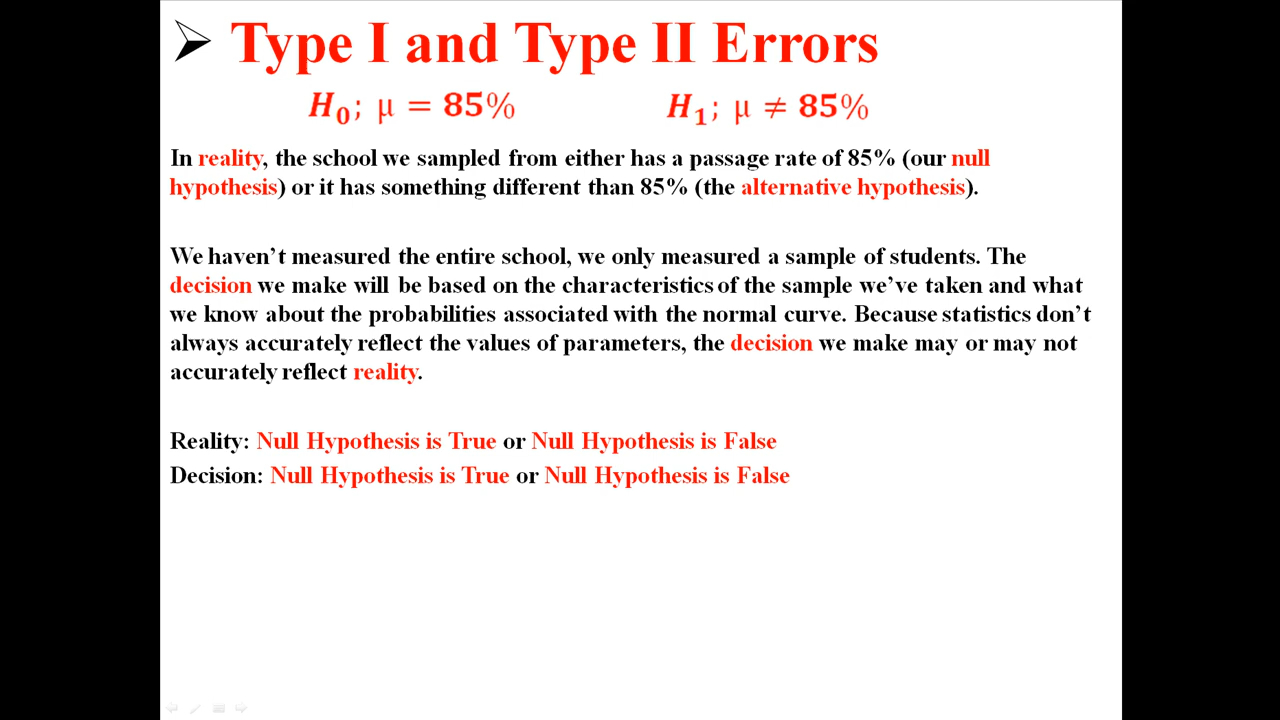 Type I and Type II Errors
H₀; μ = 85% H₁; μ ≠ 85%
In reality, the school we sampled from either has a passage rate of 85% (our null
hypothesis) or it has something different than 85% (the alternative hypothesis).
We haven’t measured the entire school, we only measured a sample of students. The
decision we make will be based on the characteristics of the sample we’ve taken and what
we know about the probabilities associated with the normal curve. Because statistics don’t
always accurately reflect the values of parameters, the decision we make may or may not
accurately reflect reality.
Reality: Null Hypothesis is True or Null Hypothesis is False
Decision: Null Hypothesis is True or Null Hypothesis is False